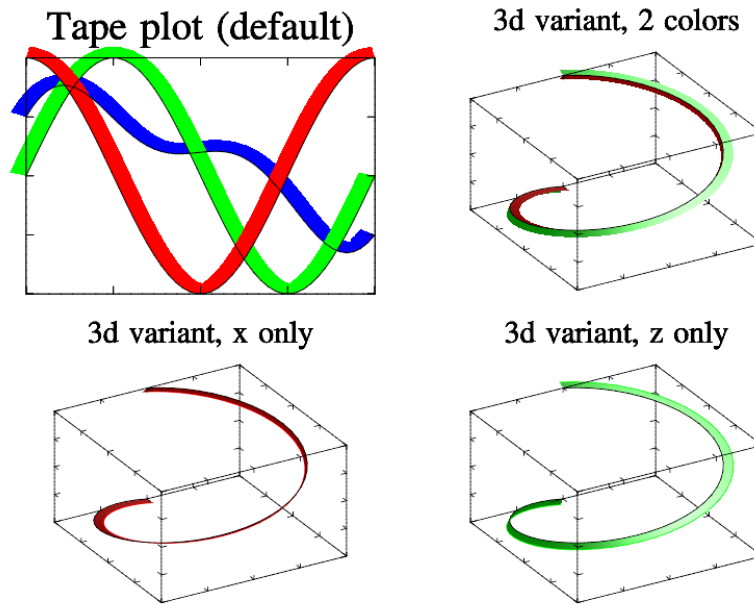 Tape plot (default)
3d variant, 2 colors
3d variant, x only
3d variant, z only